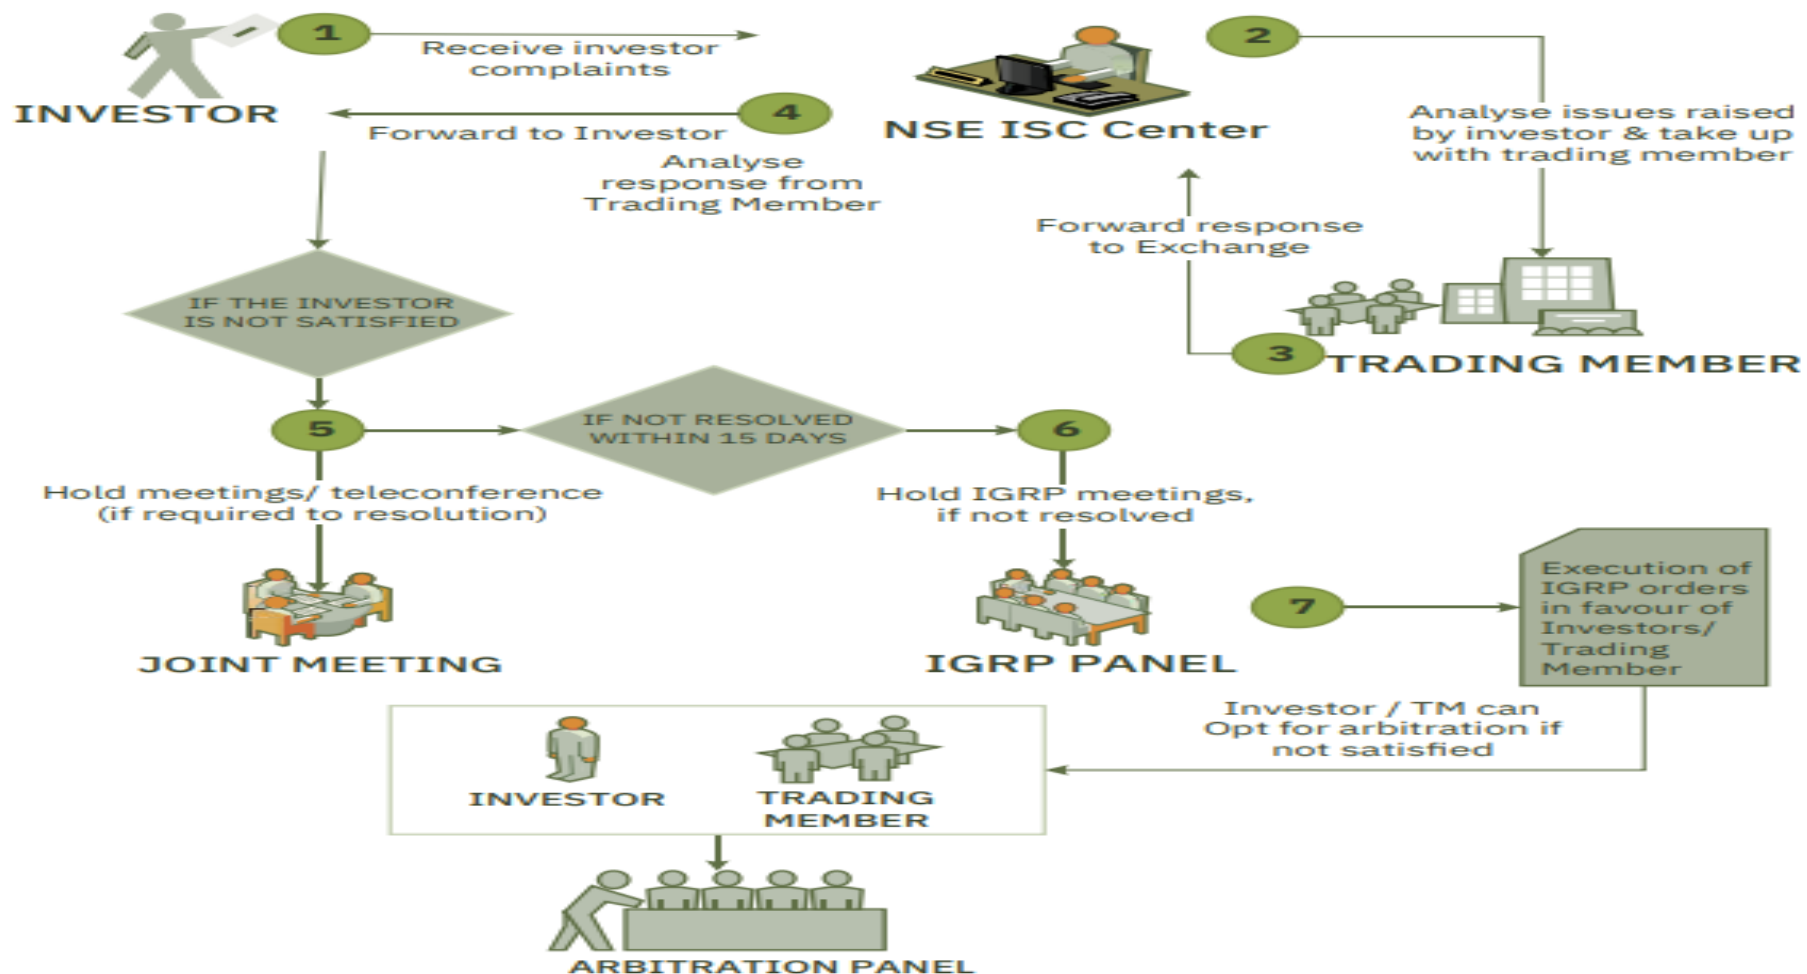 1
Receive investor
complaints
INVESTOR
2
NSE ISC Center
Analyse issues raised
by investor & take up
with trading member
4
Forward to Investor
Analyse
response from
Trading Member
Forward response
to Exchange
3
TRADING MEMBER
IF THE INVESTOR
IS NOT SATISFIED
5
IF NOT RESOLVED
WITHIN 15 DAYS
6
Hold meetings/ teleconference
(if required to resolution)
JOINT MEETING
Hold IGRP meetings,
if not resolved
IGRP PANEL
7
Execution of
IGRP orders
in favour of
Investors/
Trading
Member
Investor / TM can
Opt for arbitration if
not satisfied
INVESTOR
TRADING
MEMBER
ARBITRATION PANEL